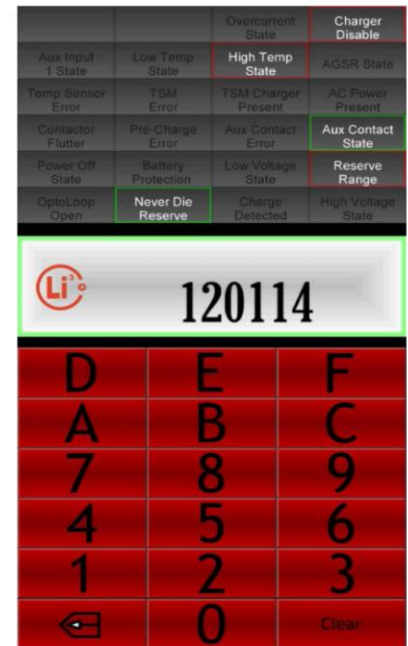 Overcurrent State Charger Disable
Aux Input 1 State Low Temp State High Temp State AGSR State
Temp Sensor Error TSM Error TSM Charger Present AC Power Present
Contactor Flutter Pre-Charge Error Aux Contact Error Aux Contact State
Power Off State Battery Protection Low Voltage State Reserve Range
OptoLoop Open Never Die Reserve Charge Detected High Voltage State
Li3
120114
D E F
A B C
7 8 9
4 5 6
1 2 3
0 Clear